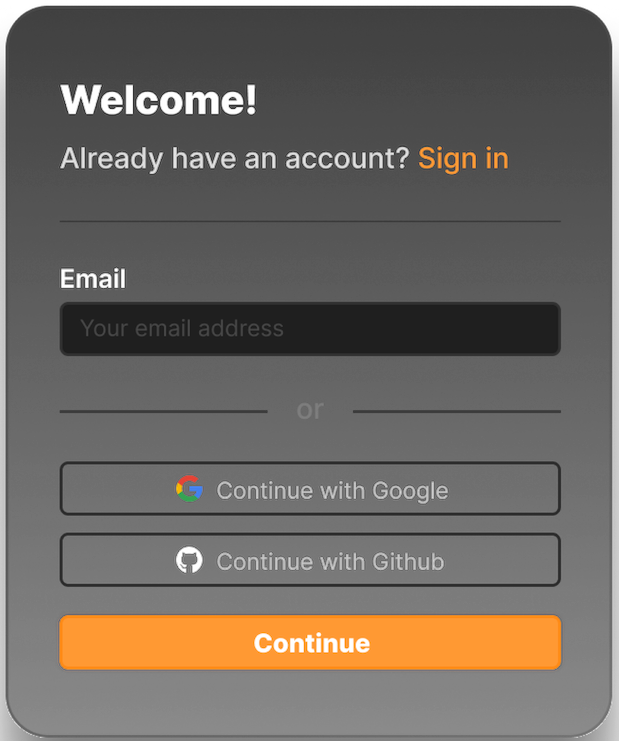 Welcome!
Already have an account? Sign in
Email
Your email address
or
Continue with Google
Continue with Github
Continue